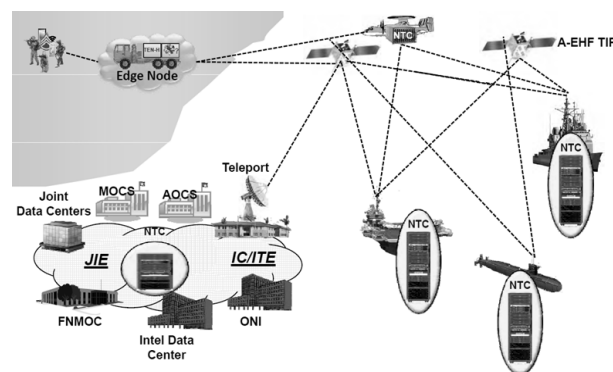 TEN-H
Edge Node
NTC
A-EHF TIP
NTC
Teleport
MOCS
AOCS
Joint
Data Centers
NTC
JIE
IC/ITE
NTC
NTC
FNMOC
Intel Data
Center
ONI